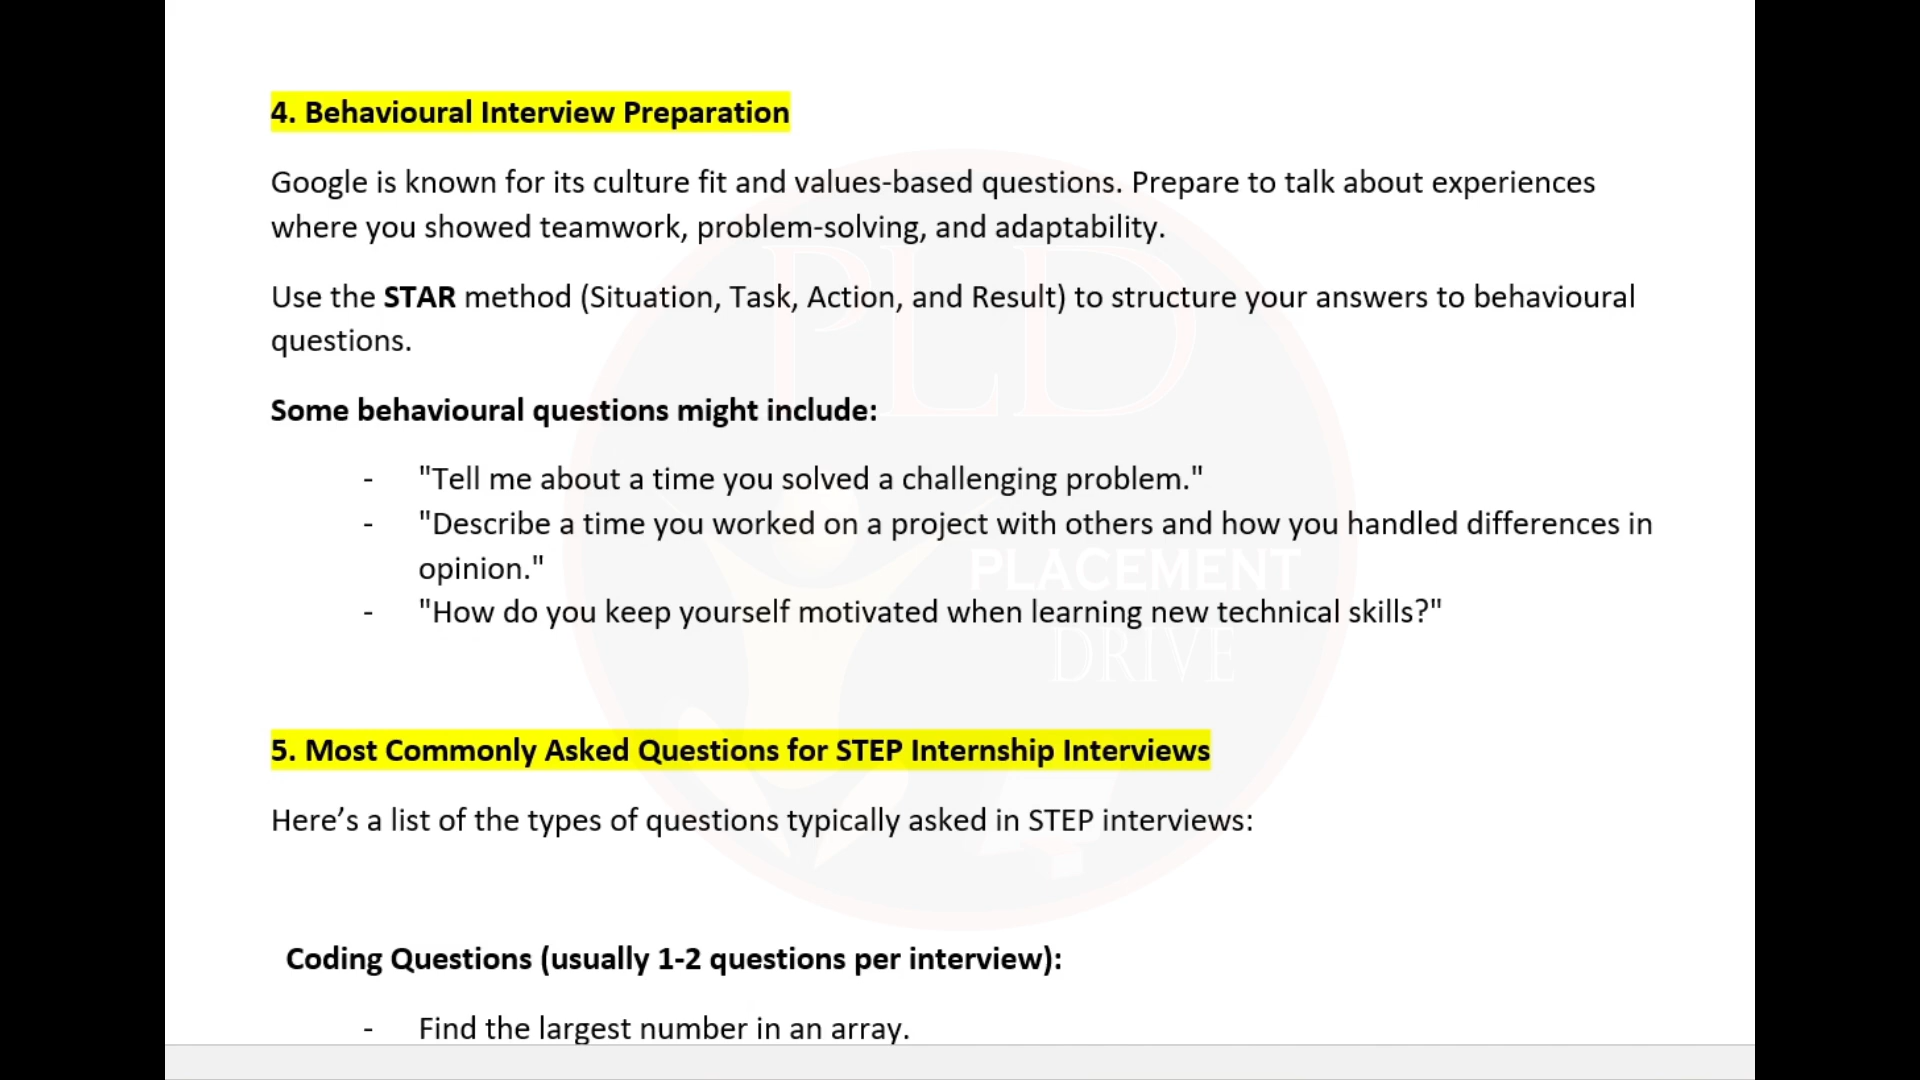 4. Behavioural Interview Preparation
Google is known for its culture fit and values-based questions. Prepare to talk about experiences
where you showed teamwork, problem-solving, and adaptability.
Use the STAR method (Situation, Task, Action, and Result) to structure your answers to behavioural
questions.
Some behavioural questions might include:
- "Tell me about a time you solved a challenging problem."
- "Describe a time you worked on a project with others and how you handled differences in
opinion."
- "How do you keep yourself motivated when learning new technical skills?"
5. Most Commonly Asked Questions for STEP Internship Interviews
Here’s a list of the types of questions typically asked in STEP interviews:
Coding Questions (usually 1-2 questions per interview):
- Find the largest number in an array.
PLD
PLACEMENT
DRIVE